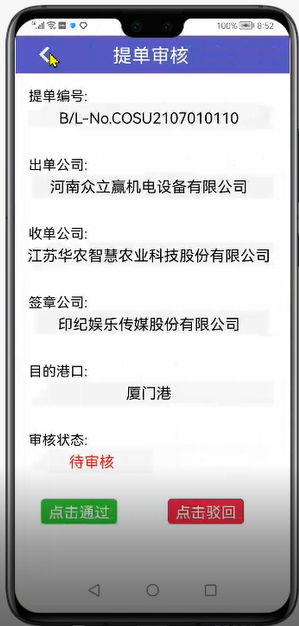 100% 8:52
提单审核
提单编号:
B/L-No.COSU2107010110
出单公司:
河南众立赢机电设备有限公司
收单公司:
江苏华农智慧农业科技股份有限公司
签章公司:
印纪娱乐传媒股份有限公司
目的港口:
厦门港
审核状态:
待审核
点击通过 点击驳回